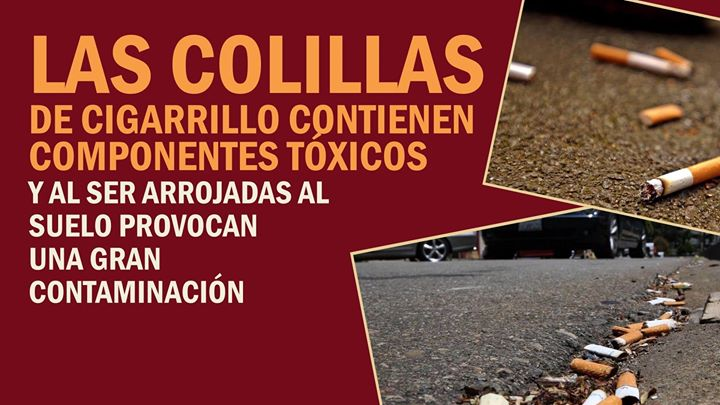 LAS COLILLAS
DE CIGARRILLO CONTIENEN
COMPONENTES TÓXICOS
Y AL SER ARROJADAS AL
SUELO PROVOCAN
UNA GRAN
CONTAMINACIÓN